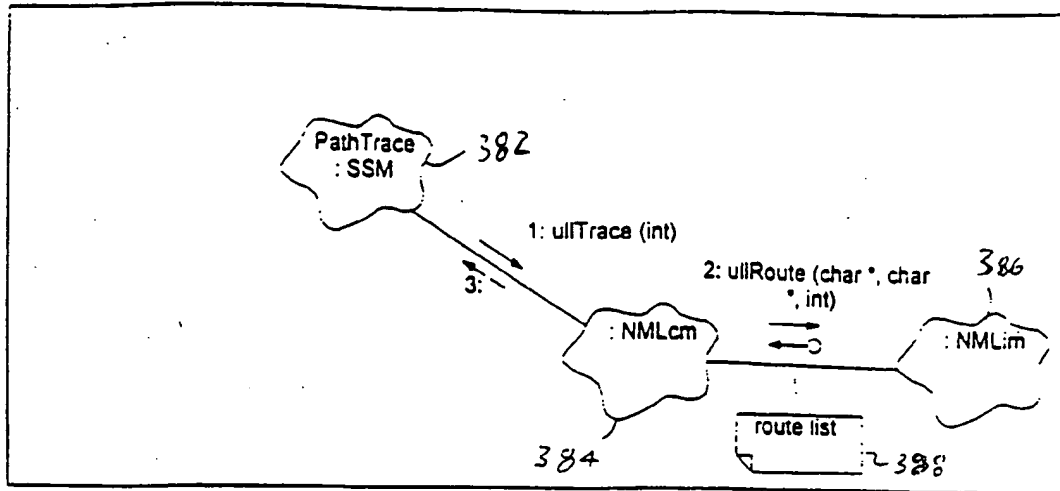 PathTrace
: SSM
382
1: ullTrace (int)
3:
2: ullRoute (char *, char
*, int)
386
: NMLcm
: NMLim
route list
384
388